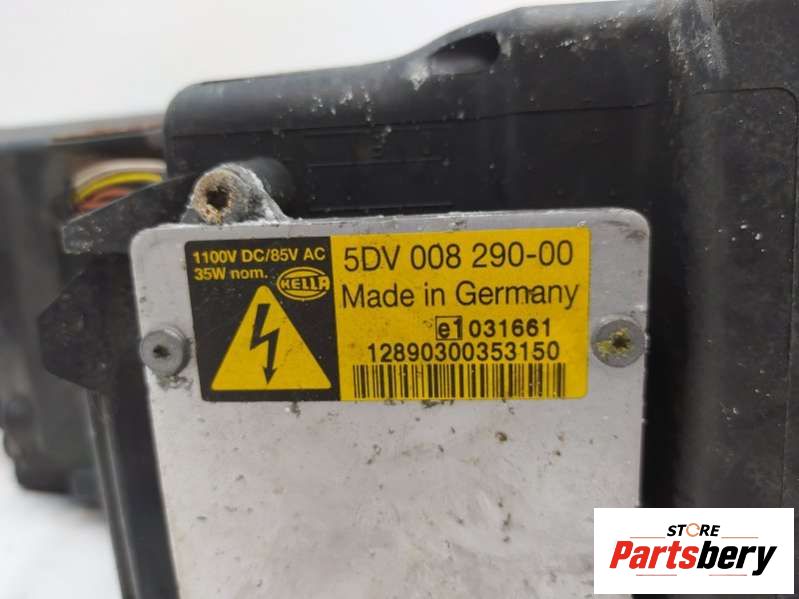 1100V DC/85V AC
35W nom.
HELLA
5DV 008 290-00
Made in Germany
e1 031661
12890300353150
STORE
Partsbery